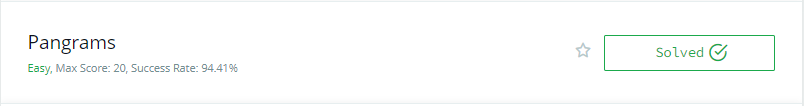 Pangrams
Solved
Easy, Max Score: 20, Success Rate: 94.41%